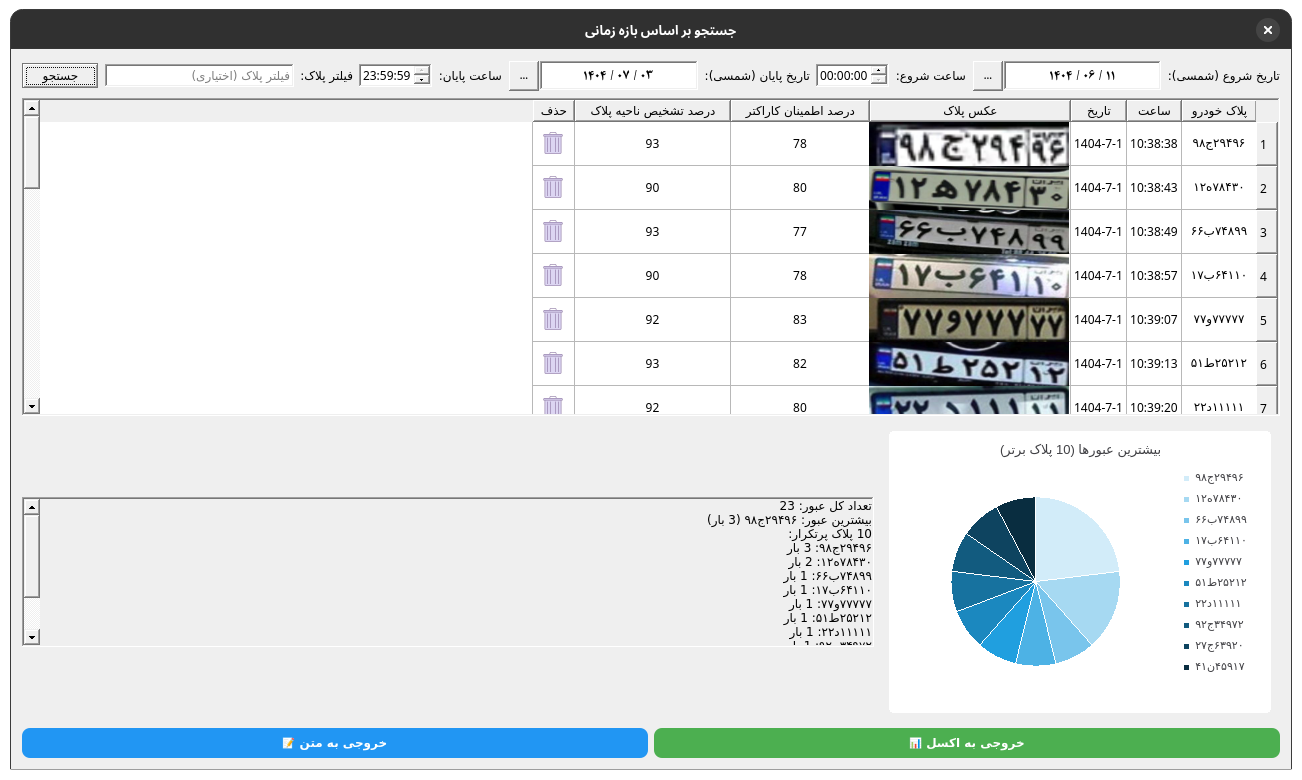 جستجو بر اساس بازه زمانی
تاریخ شروع (شمسی): ۱۴۰۴ / ۰۶ / ۱۱ ... ساعت شروع: 00:00:00 تاریخ پایان (شمسی): ۱۴۰۴ / ۰۷ / ۰۳ ... ساعت پایان: 23:59:59 فیلتر پلاک: فیلتر پلاک (اختیاری) جستجو
پلاک خودرو ساعت تاریخ عکس پلاک درصد اطمینان کاراکتر درصد تشخیص ناحیه پلاک حذف
1 ۹۸ج۲۹۴۹۶ 10:38:38 1404-7-1 ۹۸ ج ۲۹۴ ۹۶ 78 93
2 ۱۲ه۷۸۴۳۰ 10:38:43 1404-7-1 ۱۲ ه ۷۸۴ ۳۰ 80 90
3 ۶۶ب۷۴۸۹۹ 10:38:49 1404-7-1 ۶۶ ب ۷۴۸ ۹۹ 77 93
4 ۱۷ب۶۴۱۱۰ 10:38:57 1404-7-1 ۱۷ ب ۶۴۱ ۱۰ 78 90
5 ۷۷و۷۷۷۷۷ 10:39:07 1404-7-1 ۷۷ و ۷۷۷ ۷۷ 83 92
6 ۵۱ط۲۵۲۱۲ 10:39:13 1404-7-1 ۵۱ ط ۲۵۲ ۱۲ 82 93
7 ۲۲د۱۱۱۱۱ 10:39:20 1404-7-1 ۲۲ ۱۱۱ ۱۱ 80 92
بیشترین عبورها (10 پلاک برتر)
۹۸ج۲۹۴۹۶
۱۲ه۷۸۴۳۰
۶۶ب۷۴۸۹۹
۱۷ب۶۴۱۱۰
۷۷و۷۷۷۷۷
۵۱ط۲۵۲۱۲
۲۲د۱۱۱۱۱
۹۲ج۳۴۹۷۲
۲۷ج۶۳۹۲۰
۴۱ن۴۵۹۱۷
تعداد کل عبور: 23
بیشترین عبور: ۹۸ج۲۹۴۹۶ (3 بار)
10 پلاک پرتکرار:
۹۸ج۲۹۴۹۶: 3 بار
۱۲ه۷۸۴۳۰: 2 بار
۶۶ب۷۴۸۹۹: 1 بار
۱۷ب۶۴۱۱۰: 1 بار
۷۷و۷۷۷۷۷: 1 بار
۵۱ط۲۵۲۱۲: 1 بار
۲۲د۱۱۱۱۱: 1 بار
خروجی به اکسل 📊
خروجی به متن 📝